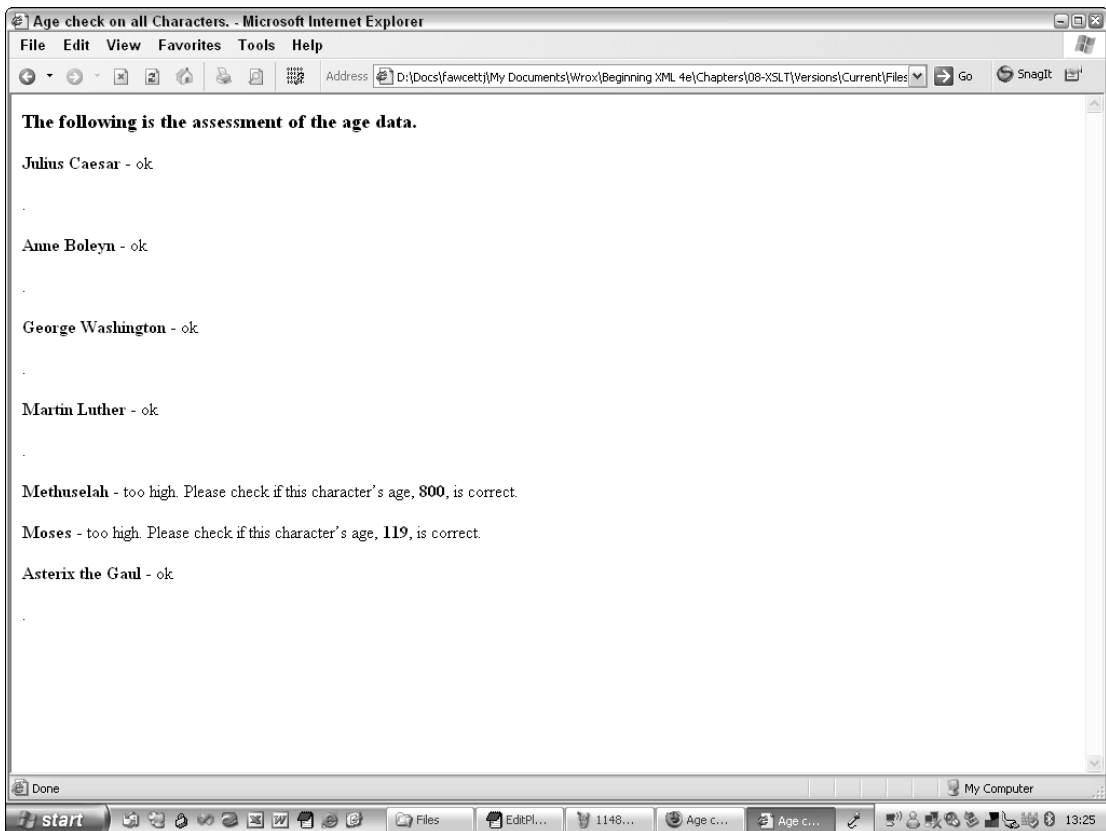 Age check on all Characters. - Microsoft Internet Explorer
File Edit View Favorites Tools Help
Address D:\Docs\fawcettj\My Documents\Wrox\Beginning XML 4e\Chapters\08-XSLT\Versions\Current\Files Go SnagIt
The following is the assessment of the age data.
Julius Caesar - ok
.
Anne Boleyn - ok
.
George Washington - ok
.
Martin Luther - ok
.
Methuselah - too high. Please check if this character's age, 800, is correct.
Moses - too high. Please check if this character's age, 119, is correct.
Asterix the Gaul - ok
.
Done My Computer
start Files EditPl... 1148... Age c... Age c... 13:25